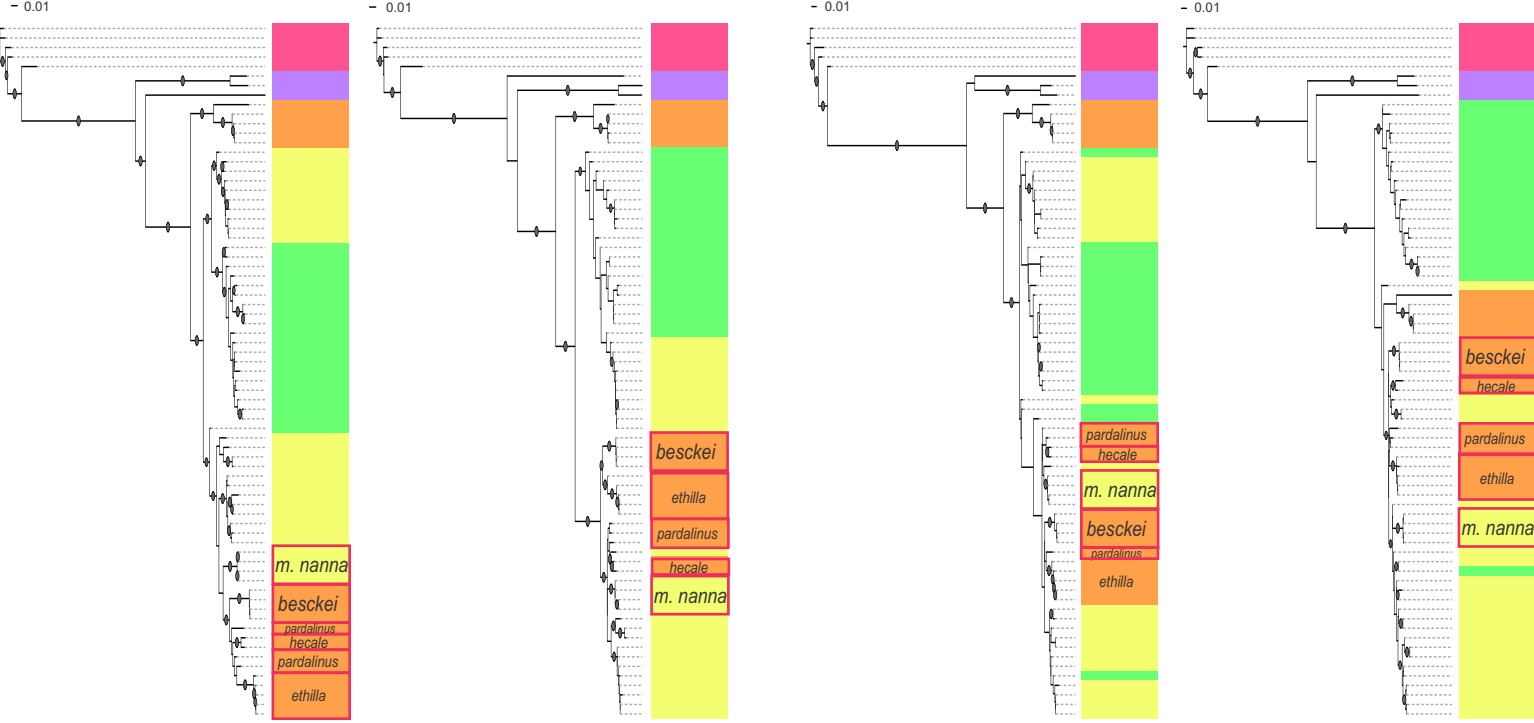 0.01
0.01
0.01
0.01
m. nanna
besckei
pardalinus
hecale
pardalinus
ethilla
besckei
ethilla
pardalinus
hecale
m. nanna
pardalinus
hecale
m. nanna
besckei
pardalinus
ethilla
besckei
hecale
pardalinus
ethilla
m. nanna